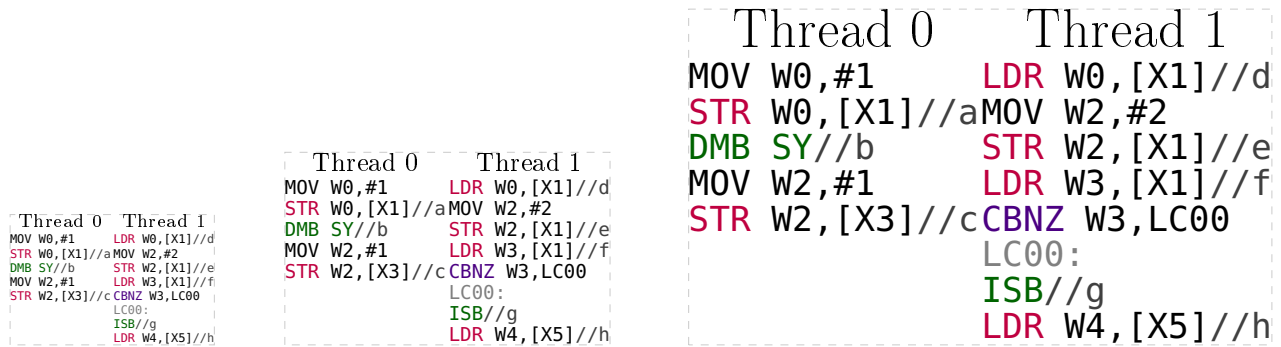 Thread 0 Thread 1
MOV W0,#1 LDR W0,[X1]//d
STR W0,[X1]//a MOV W2,#2
DMB SY//b STR W2,[X1]//e
MOV W2,#1 LDR W3,[X1]//f
STR W2,[X3]//c CBNZ W3,LC00
LC00:
ISB//g
LDR W4,[X5]//h
Thread 0 Thread 1
MOV W0,#1 LDR W0,[X1]//d
STR W0,[X1]//a MOV W2,#2
DMB SY//b STR W2,[X1]//e
MOV W2,#1 LDR W3,[X1]//f
STR W2,[X3]//c CBNZ W3,LC00
LC00:
ISB//g
LDR W4,[X5]//h
Thread 0 Thread 1
MOV W0,#1 LDR W0,[X1]//d
STR W0,[X1]//a MOV W2,#2
DMB SY//b STR W2,[X1]//e
MOV W2,#1 LDR W3,[X1]//f
STR W2,[X3]//c CBNZ W3,LC00
LC00:
ISB//g
LDR W4,[X5]//h